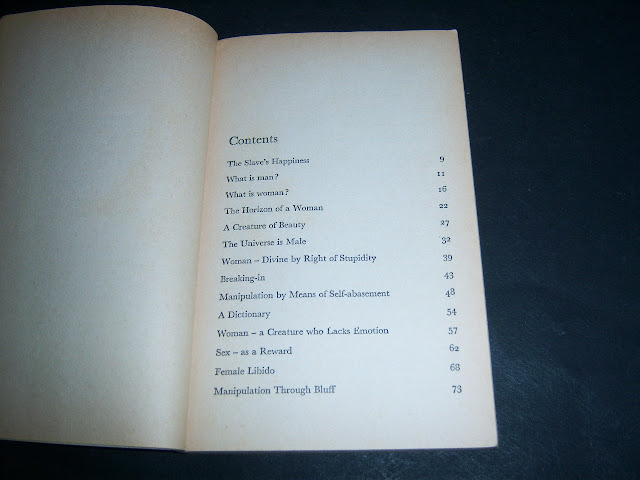 Contents
The Slave's Happiness 9
What is man? 11
What is woman? 16
The Horizon of a Woman 22
A Creature of Beauty 27
The Universe is Male 32
Woman – Divine by Right of Stupidity 39
Breaking-in 43
Manipulation by Means of Self-abasement 48
A Dictionary 54
Woman – a Creature who Lacks Emotion 57
Sex – as a Reward 62
Female Libido 68
Manipulation Through Bluff 73